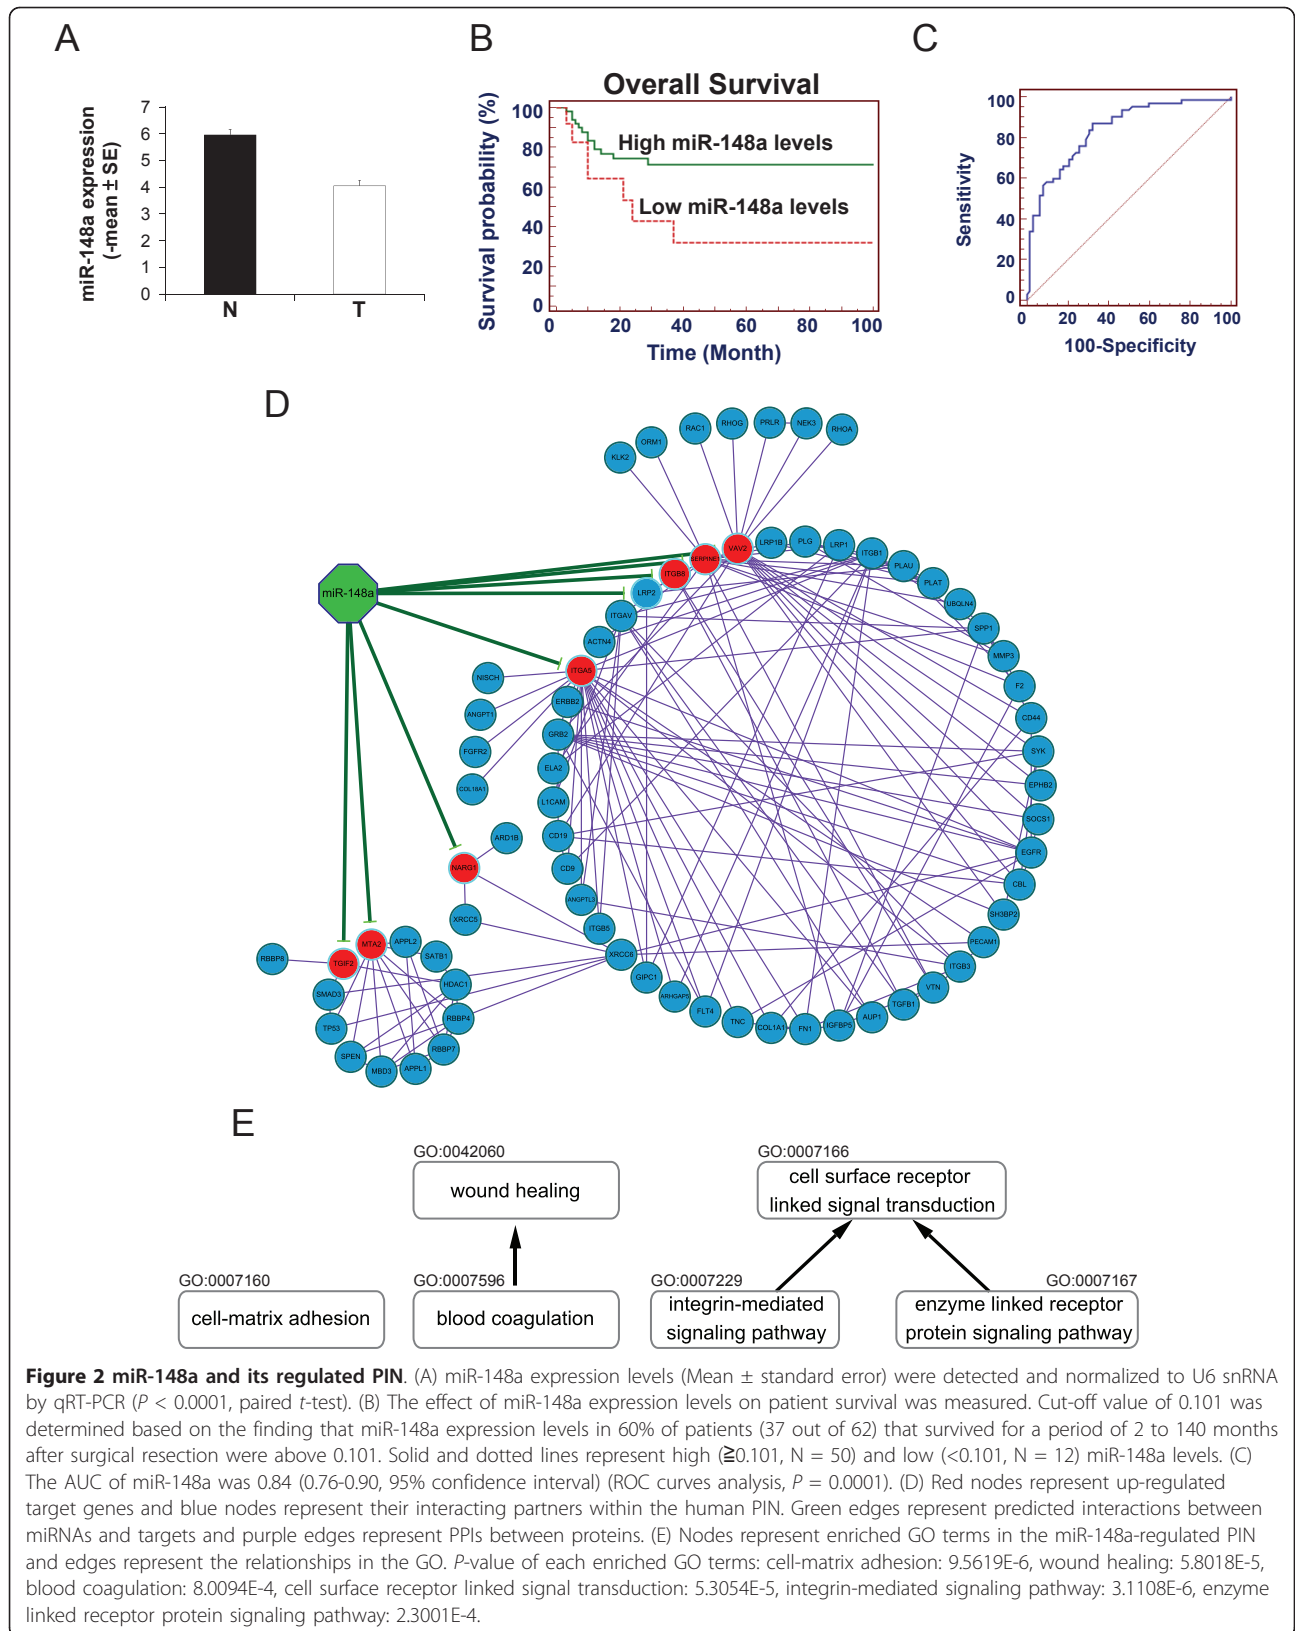 A
B
C
7
6
5
4
3
2
1
0
miR-148a expression
(-mean ± SE)
N
T
Overall Survival
Survival probability (%)
100
80
60
40
20
0
High miR-148a levels
Low miR-148a levels
0 20 40 60 80 100
Time (Month)
Sensitivity
100
80
60
40
20
0
0 20 40 60 80 100
100-Specificity
D
miR-148a
KLK2
ORM1
RAC1
RHOG
PRLR
NEK3
RHOA
VAV2
LRP1B
PLG
LRP1
ITGB1
PLAU
PLAT
UBQLN4
SPP1
MMP3
F2
CD44
SYK
EPHB2
SOCS1
EGFR
CBL
SH3BP2
PECAM1
ITGB3
VTN
TGFB1
AUP1
IGFBP5
FN1
COL1A1
TNC
FLT4
ARHGAP5
GIPC1
XRCC6
ITGB5
ANGPTL3
CD9
CD19
L1CAM
ELA2
GRB2
ERBB2
ITGA5
ACTN4
ITGAV
LRP2
ITGB8
NISCH
ANGPT1
FGFR2
COL18A1
ARD1B
NARG1
XRCC5
RBBP8
TGIF2
MTA2
APPL2
SATB1
HDAC1
RBBP4
RBBP7
APPL1
MBD3
SPEN
TP53
SMAD3
E
GO:0042060
wound healing
GO:0007166
cell surface receptor
linked signal transduction
GO:0007160
cell-matrix adhesion
GO:0007596
blood coagulation
GO:0007229
integrin-mediated
signaling pathway
GO:0007167
enzyme linked receptor
protein signaling pathway
Figure 2 miR-148a and its regulated PIN. (A) miR-148a expression levels (Mean ± standard error) were detected and normalized to U6 snRNA
by qRT-PCR (P < 0.0001, paired t-test). (B) The effect of miR-148a expression levels on patient survival was measured. Cut-off value of 0.101 was
determined based on the finding that miR-148a expression levels in 60% of patients (37 out of 62) that survived for a period of 2 to 140 months
after surgical resection were above 0.101. Solid and dotted lines represent high (≧0.101, N = 50) and low (<0.101, N = 12) miR-148a levels. (C)
The AUC of miR-148a was 0.84 (0.76-0.90, 95% confidence interval) (ROC curves analysis, P = 0.0001). (D) Red nodes represent up-regulated
target genes and blue nodes represent their interacting partners within the human PIN. Green edges represent predicted interactions between
miRNAs and targets and purple edges represent PPIs between proteins. (E) Nodes represent enriched GO terms in the miR-148a-regulated PIN
and edges represent the relationships in the GO. P-value of each enriched GO terms: cell-matrix adhesion: 9.5619E-6, wound healing: 5.8018E-5,
blood coagulation: 8.0094E-4, cell surface receptor linked signal transduction: 5.3054E-5, integrin-mediated signaling pathway: 3.1108E-6, enzyme
linked receptor protein signaling pathway: 2.3001E-4.